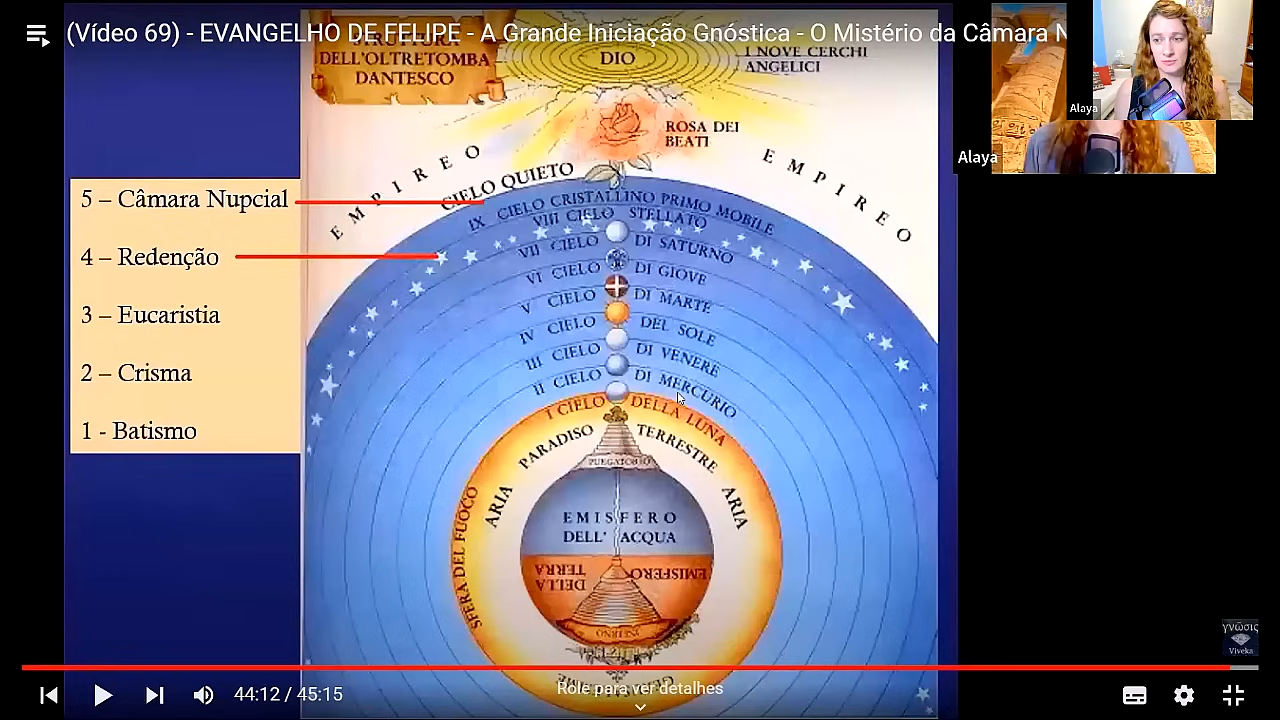 (Vídeo 69) - EVANGELHO DE FELIPE - A Grande Iniciação Gnóstica - O Mistério da Câmara N
STRUTTURA
DELL'OLTRETOMBA
DANTESCO
DIO
I NOVE CERCHI
ANGELICI
ROSA DEI
BEATI
EMPIREO
EMPIREO
CIELO QUIETO
IX CIELO CRISTALLINO PRIMO MOBILE
VIII CIELO STELLATO
VII CIELO DI SATURNO
VI CIELO DI GIOVE
V CIELO DI MARTE
IV CIELO DEL SOLE
III CIELO DI VENERE
II CIELO DI MERCURIO
I CIELO DELLA LUNA
PARADISO TERRESTRE
PURGATORIO
ARIA
ARIA
SFERA DEL FUOCO
EMISFERO
DELL' ACQUA
EMISFERO
DELLA
TERRA
INFERNO
5 – Câmara Nupcial
4 – Redenção
3 – Eucaristia
2 – Crisma
1 - Batismo
Alaya
Alaya
γνῶσις
Viveka
44:12 / 45:15
Role para ver detalhes